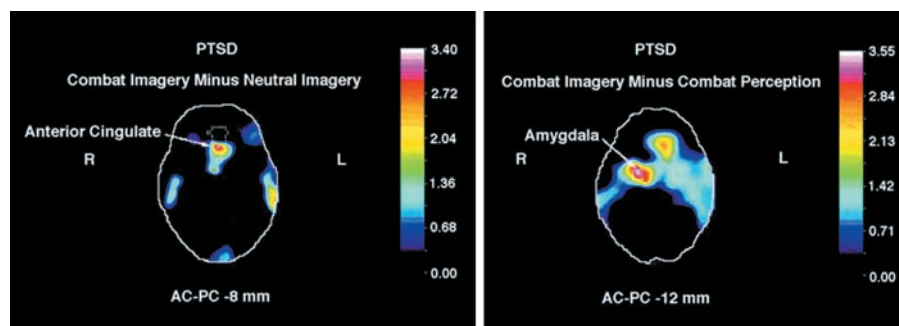 PTSD
Combat Imagery Minus Neutral Imagery
Anterior Cingulate
R
L
AC-PC -8 mm
3.40
2.72
2.04
1.36
0.68
0.00
PTSD
Combat Imagery Minus Combat Perception
Amygdala
R
L
AC-PC -12 mm
3.55
2.84
2.13
1.42
0.71
0.00